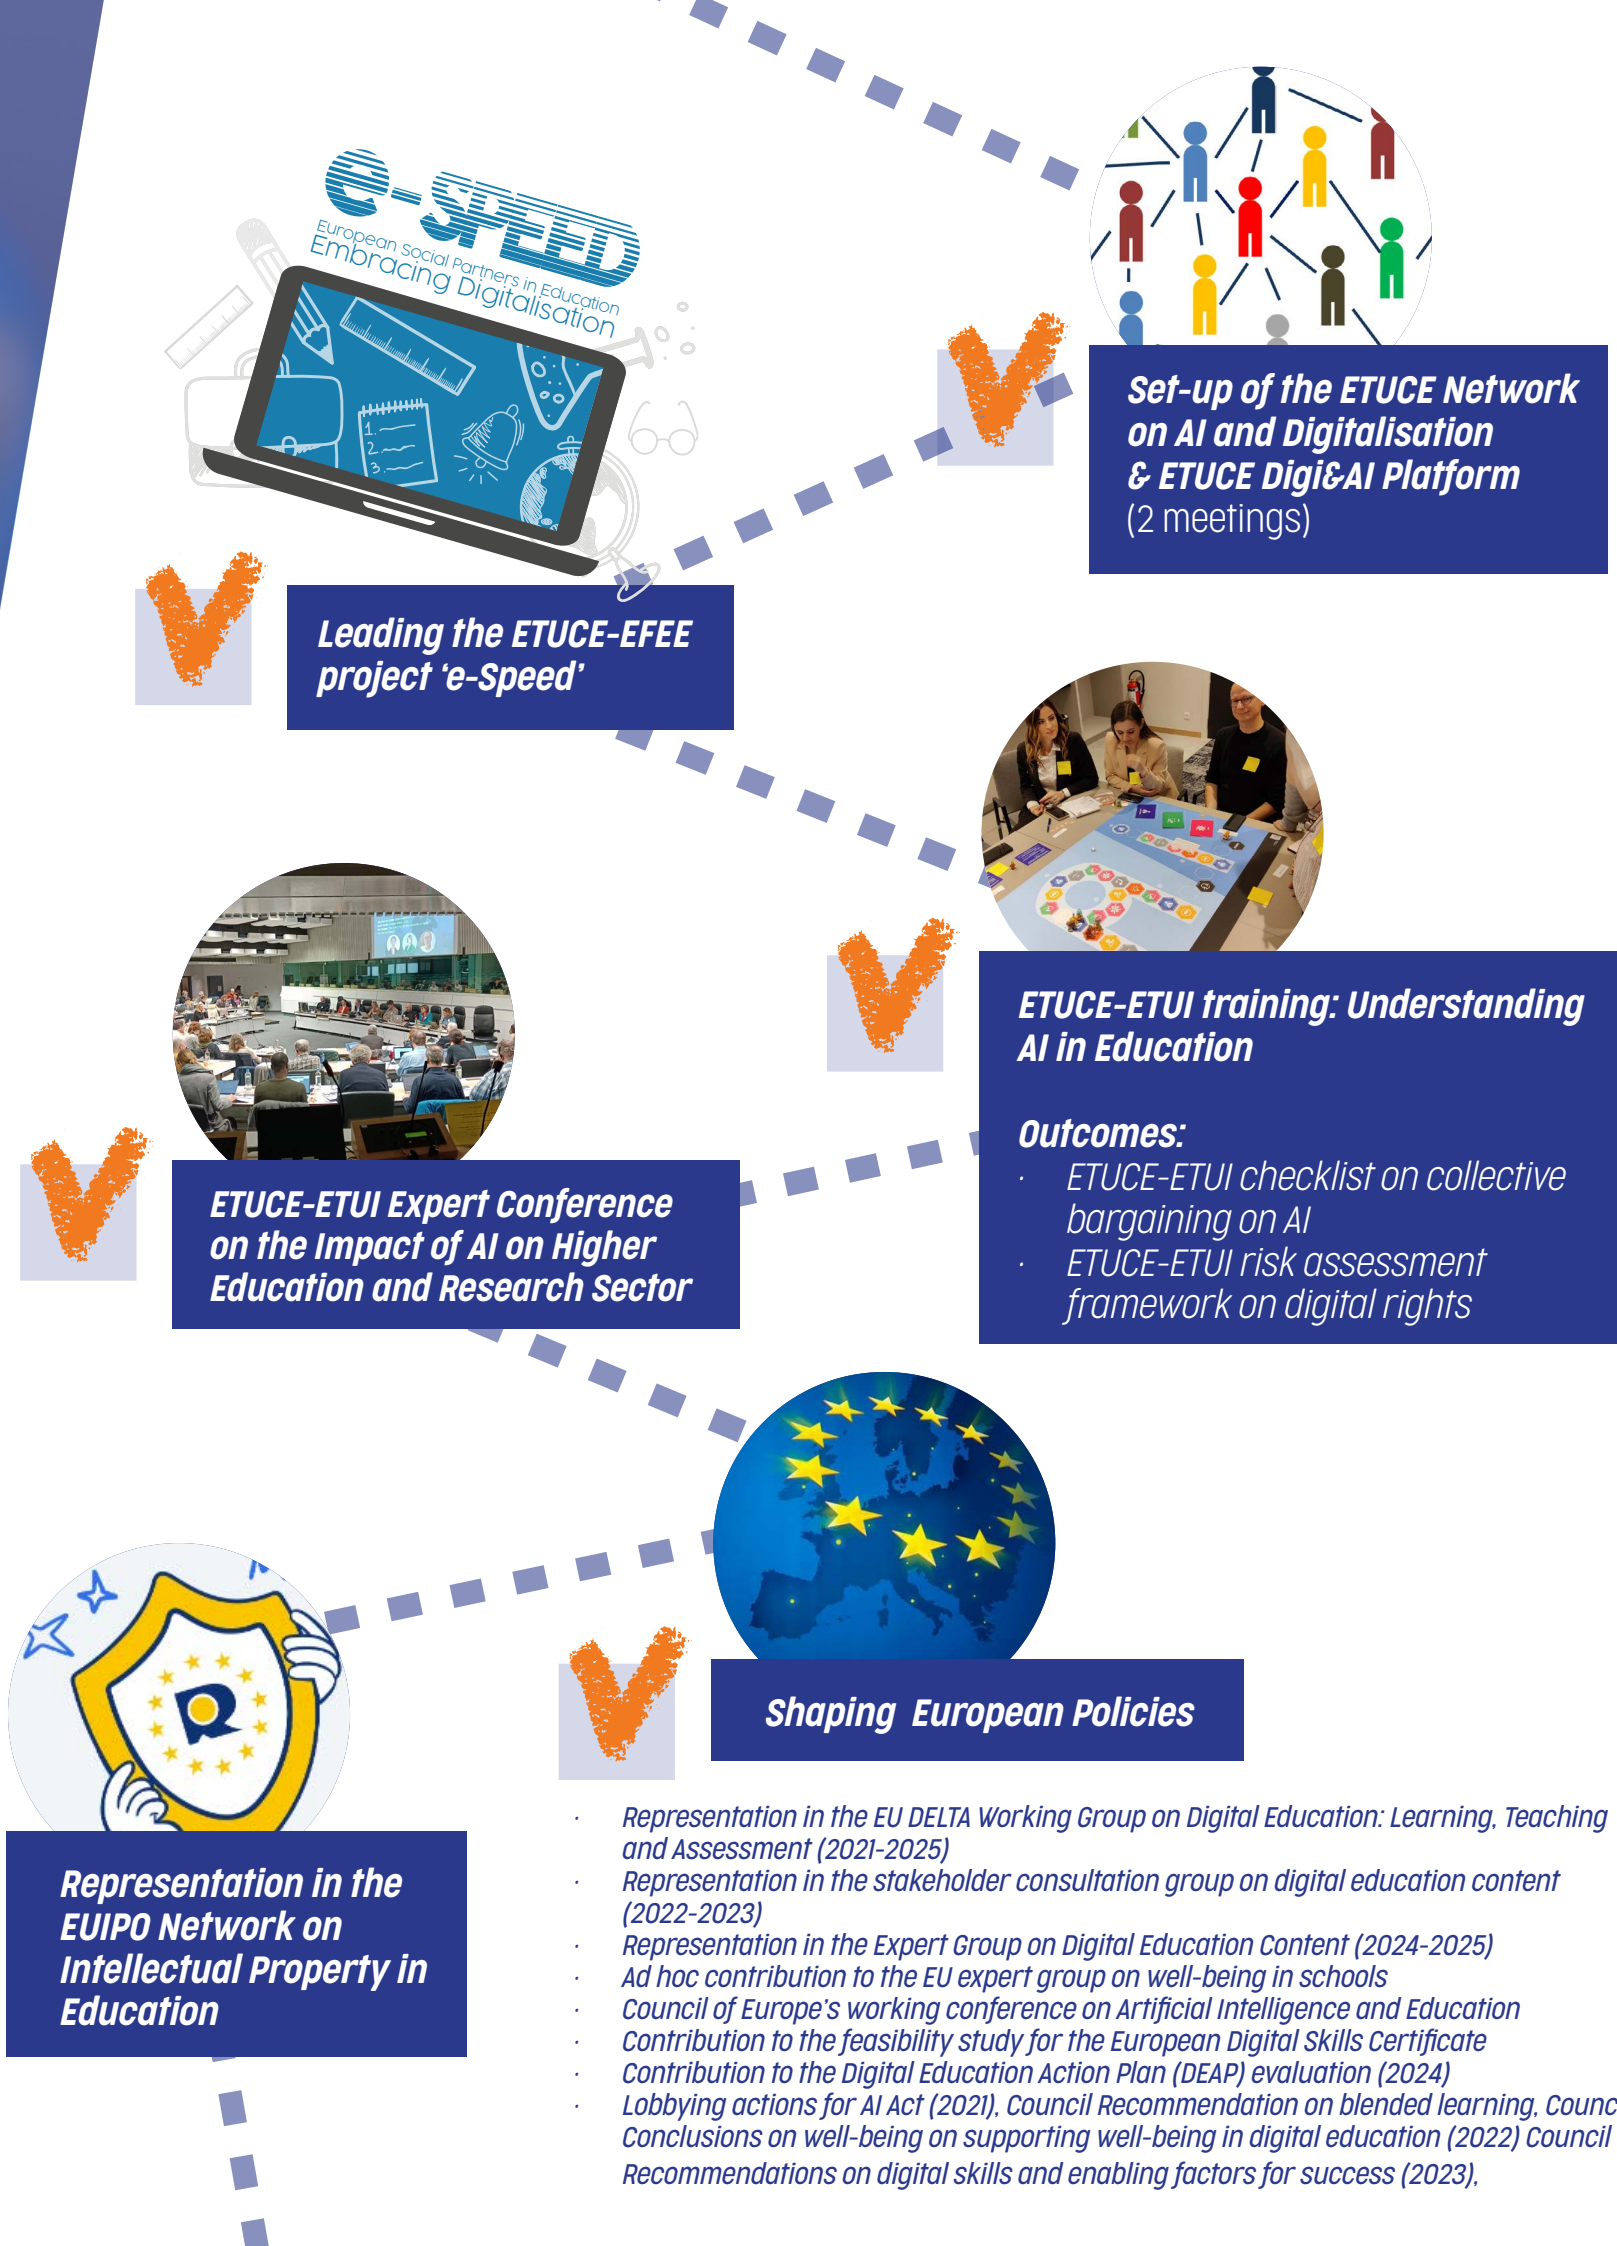 Set-up of the ETUCE Network
on AI and Digitalisation
& ETUCE Digi&AI Platform
(2 meetings)
e-SPEED
European Social Partners in Education
Embracing Digitalisation
1.
2.
3.
Leading the ETUCE-EFEE
project ‘e-Speed’
ETUCE-ETUI training: Understanding
AI in Education
Outcomes:
· ETUCE-ETUI checklist on collective
bargaining on AI
· ETUCE-ETUI risk assessment
framework on digital rights
ETUCE-ETUI Expert Conference
on the Impact of AI on Higher
Education and Research Sector
Shaping European Policies
· Representation in the EU DELTA Working Group on Digital Education: Learning, Teaching
and Assessment (2021-2025)
· Representation in the stakeholder consultation group on digital education content
(2022-2023)
· Representation in the Expert Group on Digital Education Content (2024-2025)
· Ad hoc contribution to the EU expert group on well-being in schools
· Council of Europe’s working conference on Artificial Intelligence and Education
· Contribution to the feasibility study for the European Digital Skills Certificate
· Contribution to the Digital Education Action Plan (DEAP) evaluation (2024)
· Lobbying actions for AI Act (2021), Council Recommendation on blended learning, Counc
Conclusions on well-being on supporting well-being in digital education (2022) Council
Recommendations on digital skills and enabling factors for success (2023),
R
Representation in the
EUIPO Network on
Intellectual Property in
Education